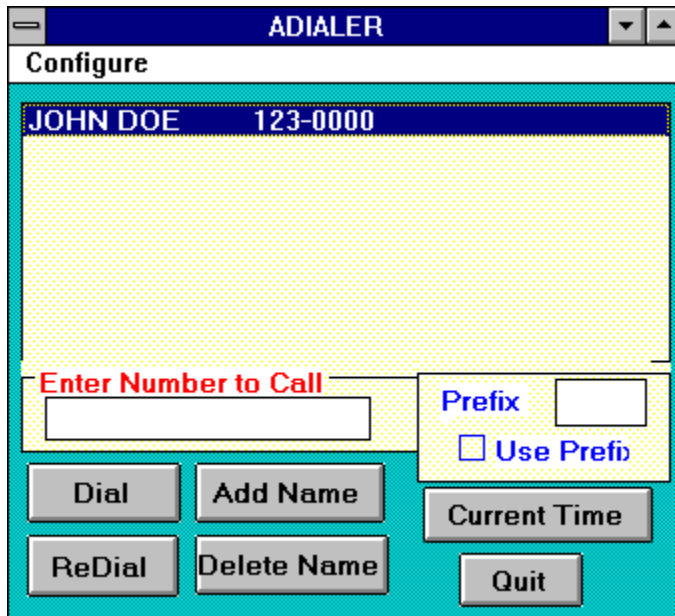 ADIALER
Configure
JOHN DOE 123-0000
Enter Number to Call
Prefix
Use Prefix
Dial
Add Name
Current Time
ReDial
Delete Name
Quit